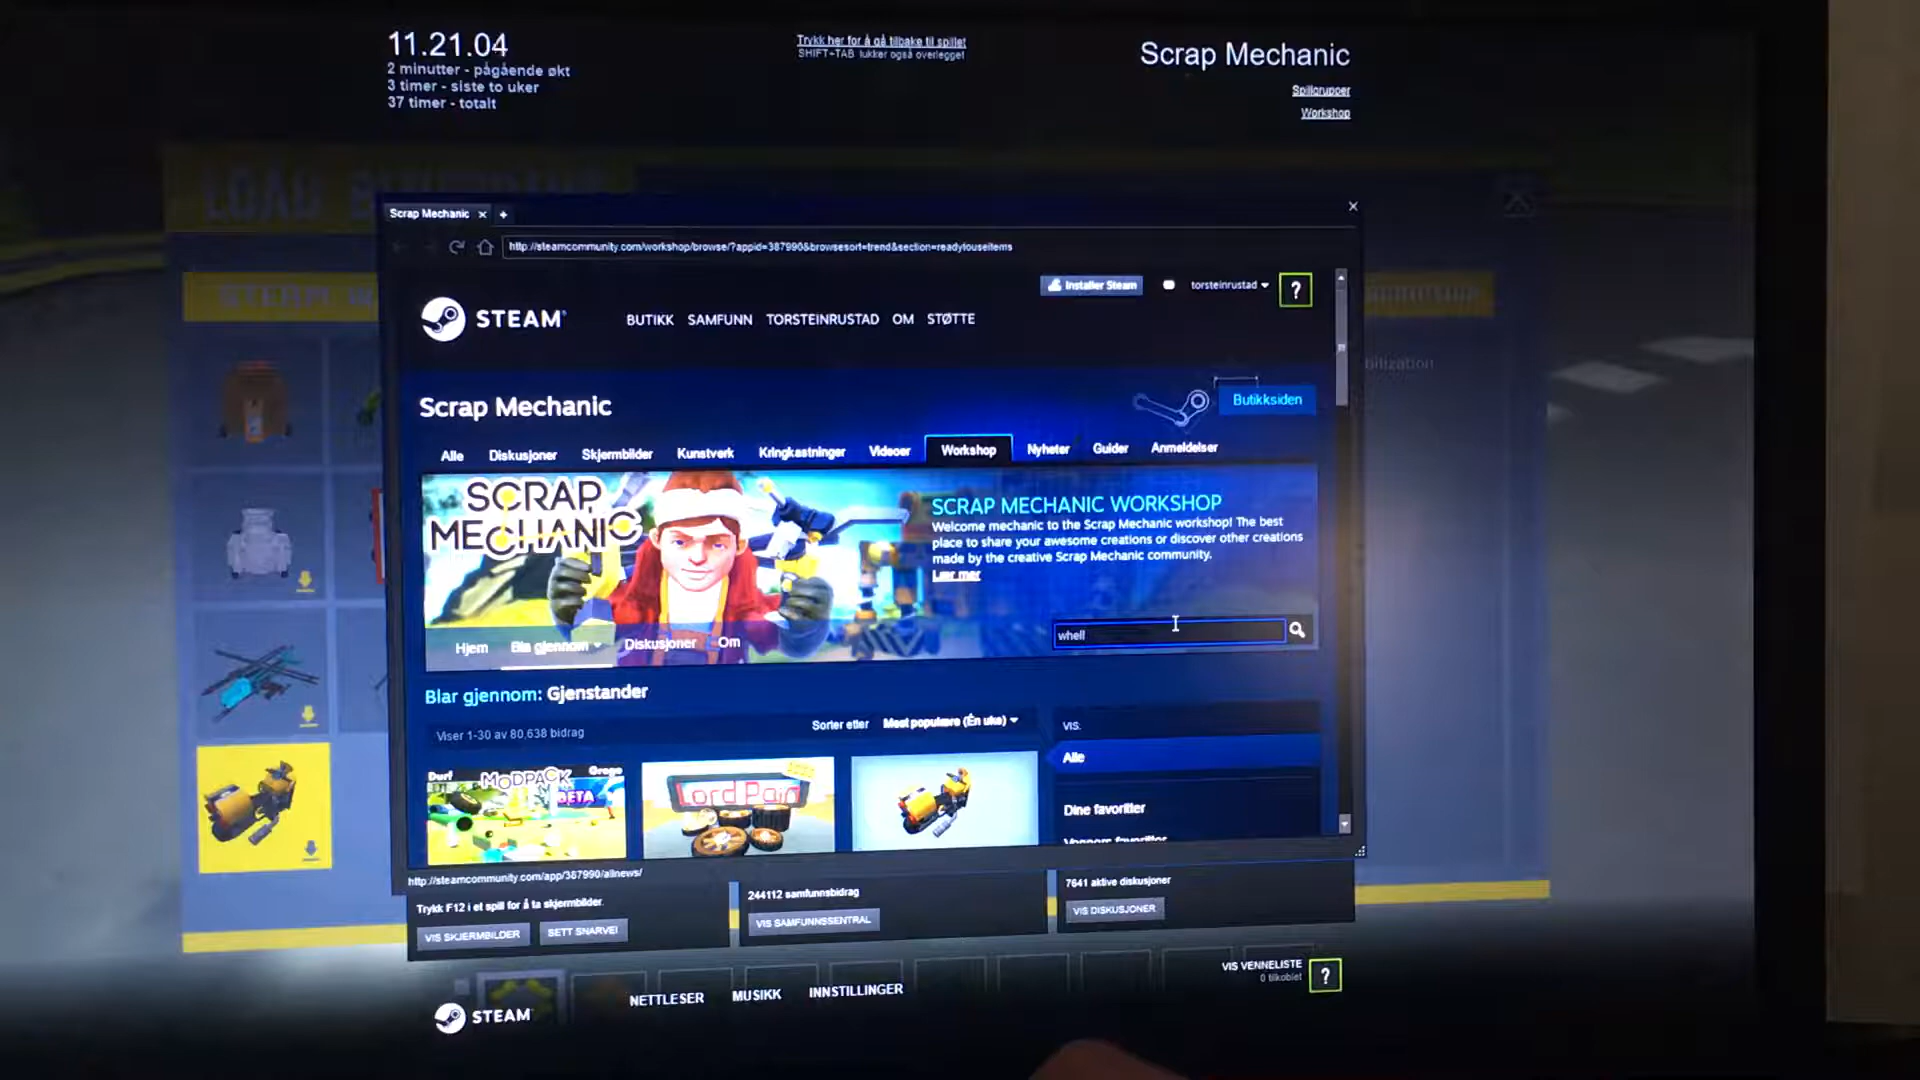 11.21.04
2 minutter - pågående økt
3 timer - siste to uker
37 timer - totalt
Trykk her for å gå tilbake til spillet
SHIFT+TAB lukker også overlegget
Scrap Mechanic
Spillgrupper
Workshop
LOAD
Scrap Mechanic
http://steamcommunity.com/workshop/browse/?appid=387990&browsesort=trend&section=readytouseitems
Installer Steam
torsteinrustad
?
STEAM
BUTIKK SAMFUNN TORSTEINRUSTAD OM STØTTE
Scrap Mechanic
Butikksiden
Alle Diskusjoner Skjermbilder Kunstverk Kringkastninger Videoer Workshop Nyheter Guider Anmeldelser
SCRAP
MECHANIC
SCRAP MECHANIC WORKSHOP
Welcome mechanic to the Scrap Mechanic workshop! The best
place to share your awesome creations or discover other creations
made by the creative Scrap Mechanic community.
Lær mer
whell
Hjem Bla gjennom Diskusjoner Om
Blar gjennom: Gjenstander
Viser 1-30 av 80,638 bidrag
Sorter etter Mest populære (Én uke)
VIS:
Alle
Dine favoritter
Venners favoritter
Durf
MODPACK
BETA
Lord Pain
http://steamcommunity.com/app/387990/allnews/
Trykk F12 i et spill for å ta skjermbilder.
VIS SKJERMBILDER
SETT SNARVEI
244112 samfunnsbidrag
VIS SAMFUNNSSENTRAL
7641 aktive diskusjoner
VIS DISKUSJONER
STEAM
NETTLESER
MUSIKK
INNSTILLINGER
VIS VENNELISTE
0 tilkoblet
?